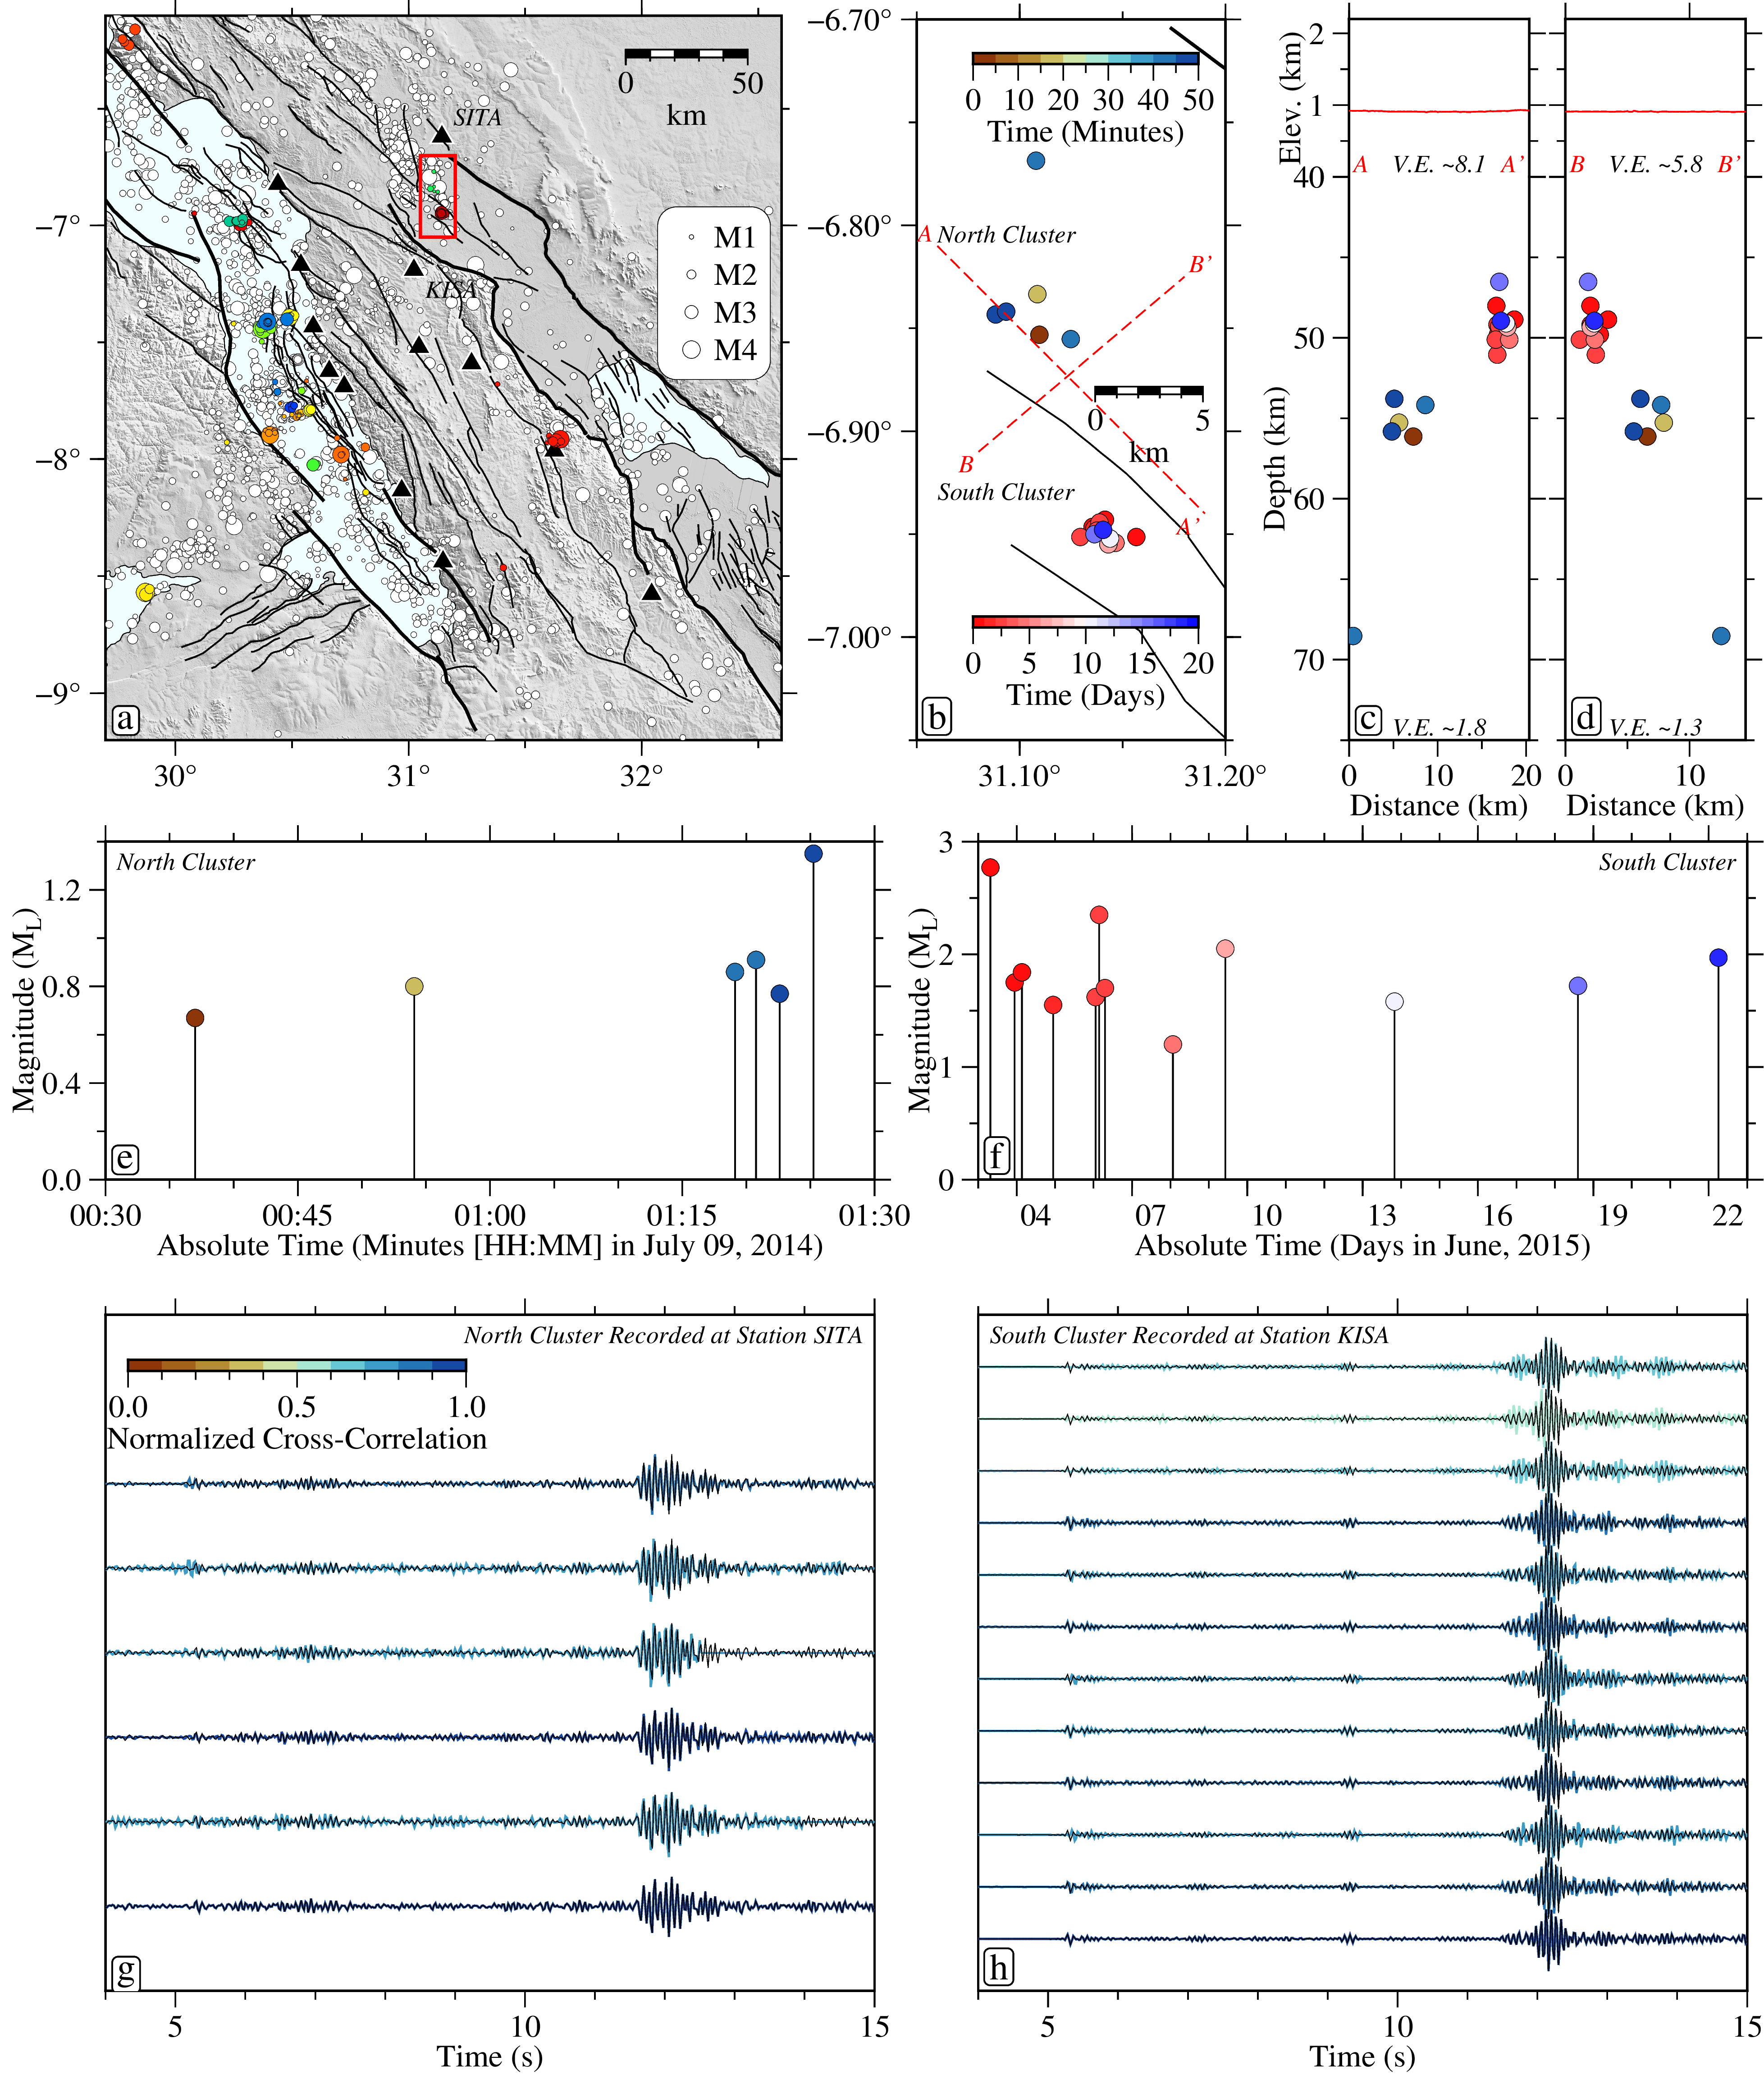 SITA
KISA
0 50
km
M1
M2
M3
M4
−7°
−8°
−9°
30° 31° 32°
a
−6.70°
−6.80°
−6.90°
−7.00°
0 10 20 30 40 50
Time (Minutes)
A North Cluster
B'
0 5
km
B
South Cluster
A'
0 5 10 15 20
Time (Days)
b
31.10° 31.20°
Elev. (km)
2
1
A V.E. ~8.1 A'
40
50
60
70
Depth (km)
c V.E. ~1.8
0 10 20
Distance (km)
B V.E. ~5.8 B'
d V.E. ~1.3
0 10
Distance (km)
North Cluster
Magnitude (ML)
1.2
0.8
0.4
0.0
e
00:30 00:45 01:00 01:15 01:30
Absolute Time (Minutes [HH:MM] in July 09, 2014)
South Cluster
Magnitude (ML)
3
2
1
0
f
04 07 10 13 16 19 22
Absolute Time (Days in June, 2015)
North Cluster Recorded at Station SITA
0.0 0.5 1.0
Normalized Cross-Correlation
g
5 10 15
Time (s)
South Cluster Recorded at Station KISA
h
5 10 15
Time (s)